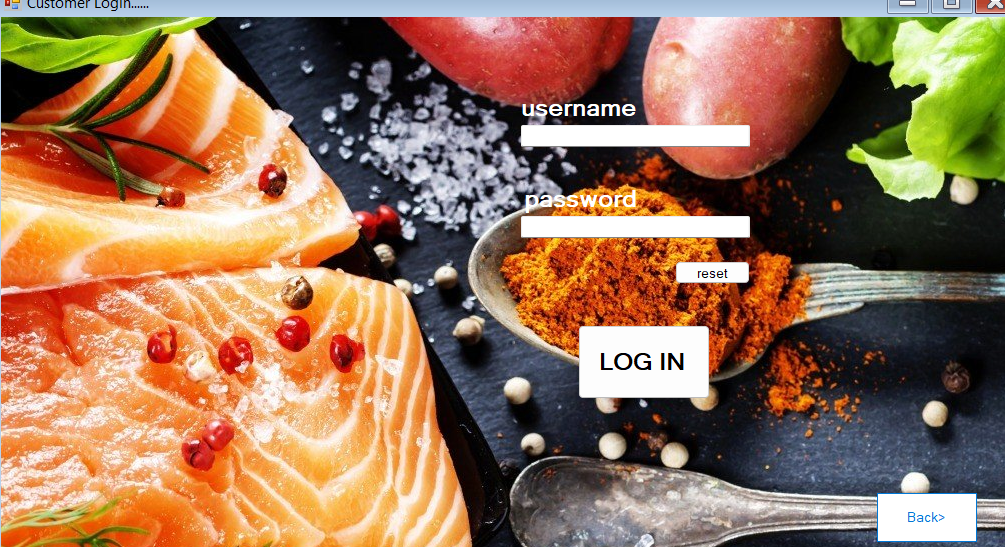 Customer Login......
username
password
reset
LOG IN
Back>